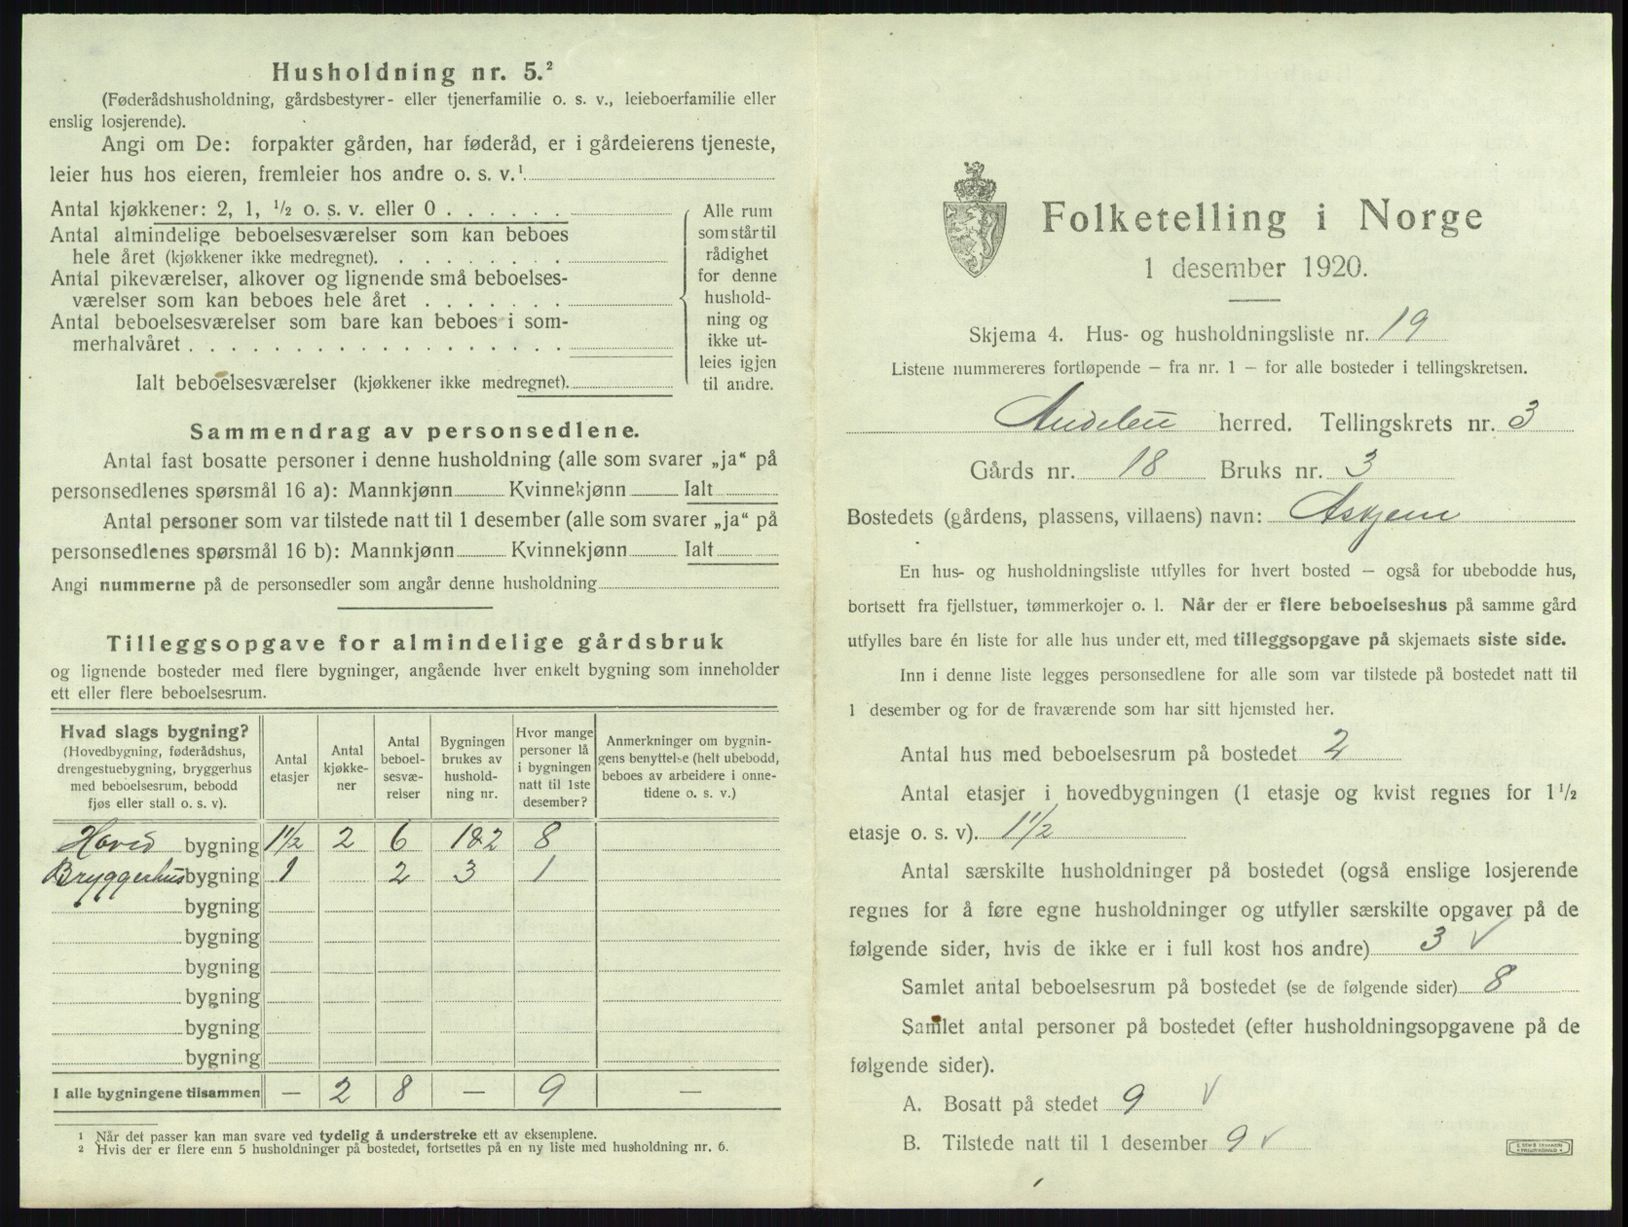 Husholdning nr. 5.²
(Føderådshusholdning, gårdsbestyrer- eller tjenerfamilie o. s. v., leieboerfamilie eller
enslig losjerende).
Angi om De: forpakter gården, har føderåd, er i gårdeierens tjeneste,
leier hus hos eieren, fremleier hos andre o. s. v.¹
Antal kjøkkener: 2, 1, ½ o. s. v. eller 0 . . . . . .
Antal almindelige beboelsesværelser som kan beboes
hele året (kjøkkener ikke medregnet). . . . . . . . .
Antal pikeværelser, alkover og lignende små beboelses-
værelser som kan beboes hele året . . . . . . .
Antal beboelsesværelser som bare kan beboes i som-
merhalvåret . . . . . . . . . . . . . . . . . .
Ialt beboelsesværelser (kjøkkener ikke medregnet).
Alle rum
som står til
rådighet
for denne
hushold-
ning og
ikke ut-
leies igjen
til andre.
Sammendrag av personsedlene.
Antal fast bosatte personer i denne husholdning (alle som svarer „ja“ på
personsedlenes spørsmål 16 a): Mannkjønn Kvinnekjønn Ialt
Antal personer som var tilstede natt til 1 desember (alle som svarer „ja“ på
personsedlenes spørsmål 16 b): Mannkjønn Kvinnekjønn Ialt
Angi nummerne på de personsedler som angår denne husholdning
Tilleggsopgave for almindelige gårdsbruk
og lignende bosteder med flere bygninger, angående hver enkelt bygning som inneholder
ett eller flere beboelsesrum.
Hvad slags bygning?
(Hovedbygning, føderådshus,
drengestuebygning, bryggerhus
med beboelsesrum, bebodd
fjøs eller stall o. s. v).
Antal
etasjer
Antal
kjøkke-
ner
Antal
beboel-
sesvæ-
relser
Bygningen
brukes av
hushold-
ning nr.
Hvor mange
personer lå
i bygningen
natt til 1ste
desember?
Anmerkninger om bygnin-
gens benyttelse (helt ubebodd,
beboes av arbeidere i onne-
tidene o. s. v.)
Hoved bygning 1½ 2 6 1&2 8
Bryggerhus bygning 1 2 3 1
bygning
bygning
bygning
bygning
bygning
bygning
I alle bygningene tilsammen — 2 8 — 9 —
1 Når det passer kan man svare ved tydelig å understreke ett av eksemplene.
2 Hvis der er flere enn 5 husholdninger på bostedet, fortsettes på en ny liste med husholdning nr. 6.
Folketelling i Norge
1 desember 1920.
Skjema 4. Hus- og husholdningsliste nr. 19
Listene nummereres fortløpende — fra nr. 1 — for alle bosteder i tellingskretsen.
Andebu herred. Tellingskrets nr. 3
Gårds nr. 18 Bruks nr. 3
Bostedets (gårdens, plassens, villaens) navn: Askjem
En hus- og husholdningsliste utfylles for hvert bosted — også for ubebodde hus,
bortsett fra fjellstuer, tømmerkojer o. l. Når der er flere beboelseshus på samme gård
utfylles bare én liste for alle hus under ett, med tilleggsopgave på skjemaets siste side.
Inn i denne liste legges personsedlene for alle som var tilstede på bostedet natt til
1 desember og for de fraværende som har sitt hjemsted her.
Antal hus med beboelsesrum på bostedet 2
Antal etasjer i hovedbygningen (1 etasje og kvist regnes for 1½
etasje o. s. v). 1½
Antal særskilte husholdninger på bostedet (også enslige losjerende
regnes for å føre egne husholdninger og utfyller særskilte opgaver på de
følgende sider, hvis de ikke er i full kost hos andre) 3 ✓
Samlet antal beboelsesrum på bostedet (se de følgende sider) 8
Samlet antal personer på bostedet (efter husholdningsopgavene på de
følgende sider).
A. Bosatt på stedet 9 ✓
B. Tilstede natt til 1 desember 9 ✓